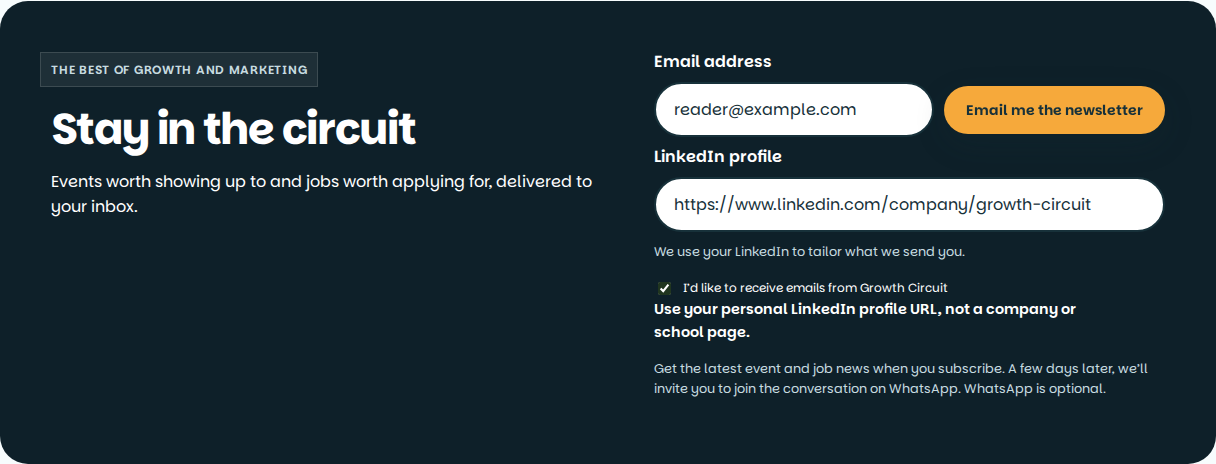 THE BEST OF GROWTH AND MARKETING
Stay in the circuit
Events worth showing up to and jobs worth applying for, delivered to
your inbox.
Email address
reader@example.com
Email me the newsletter
LinkedIn profile
https://www.linkedin.com/company/growth-circuit
We use your LinkedIn to tailor what we send you.
I'd like to receive emails from Growth Circuit
Use your personal LinkedIn profile URL, not a company or
school page.
Get the latest event and job news when you subscribe. A few days later, we'll
invite you to join the conversation on WhatsApp. WhatsApp is optional.